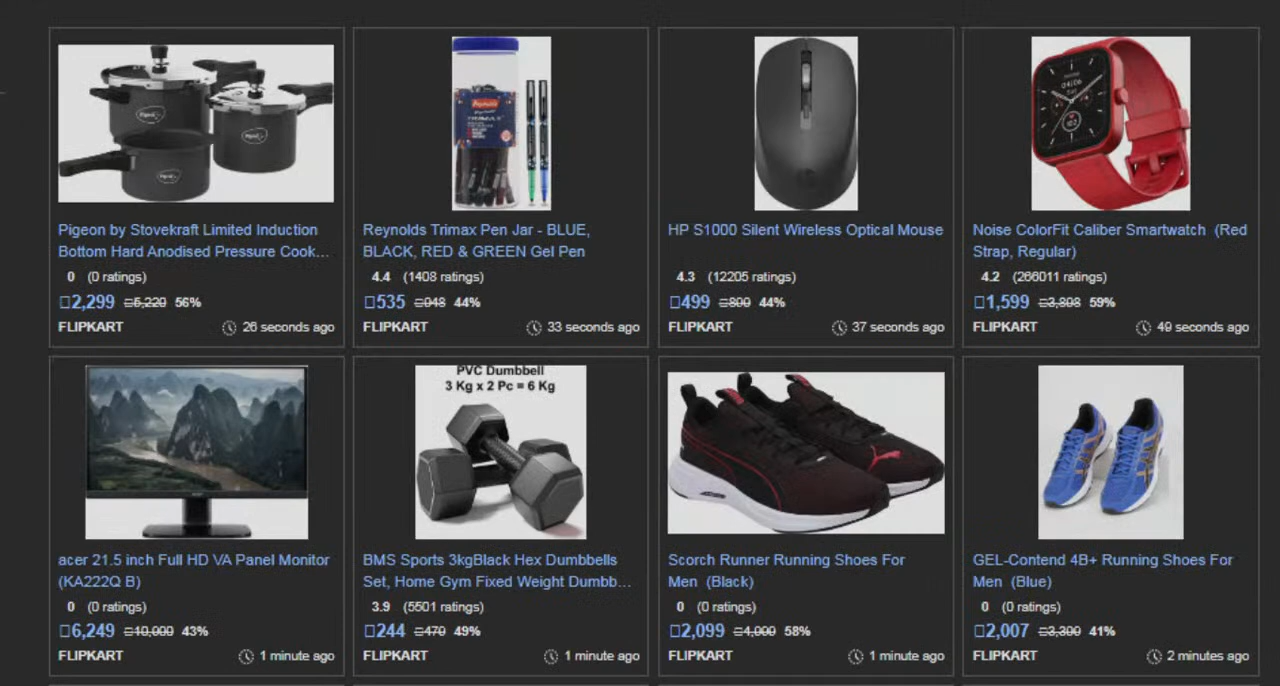 Pigeon by Stovekraft Limited Induction
Bottom Hard Anodised Pressure Cook...
0 (0 ratings)
2,299 5,220 56%
FLIPKART 26 seconds ago
Reynolds Trimax Pen Jar - BLUE,
BLACK, RED & GREEN Gel Pen
4.4 (1408 ratings)
535 948 44%
FLIPKART 33 seconds ago
HP S1000 Silent Wireless Optical Mouse
4.3 (12205 ratings)
499 899 44%
FLIPKART 37 seconds ago
Noise ColorFit Caliber Smartwatch (Red
Strap, Regular)
4.2 (266011 ratings)
1,599 3,898 59%
FLIPKART 49 seconds ago
acer 21.5 inch Full HD VA Panel Monitor
(KA222Q B)
0 (0 ratings)
6,249 43%
FLIPKART 1 minute ago
PVC Dumbbell
3 Kg x 2 Pc = 6 Kg
BMS Sports 3kgBlack Hex Dumbbells
Set, Home Gym Fixed Weight Dumbb...
3.9 (5501 ratings)
244 470 49%
FLIPKART 1 minute ago
Scorch Runner Running Shoes For
Men (Black)
0 (0 ratings)
2,099 58%
FLIPKART 1 minute ago
GEL-Contend 4B+ Running Shoes For
Men (Blue)
0 (0 ratings)
2,007 41%
FLIPKART 2 minutes ago